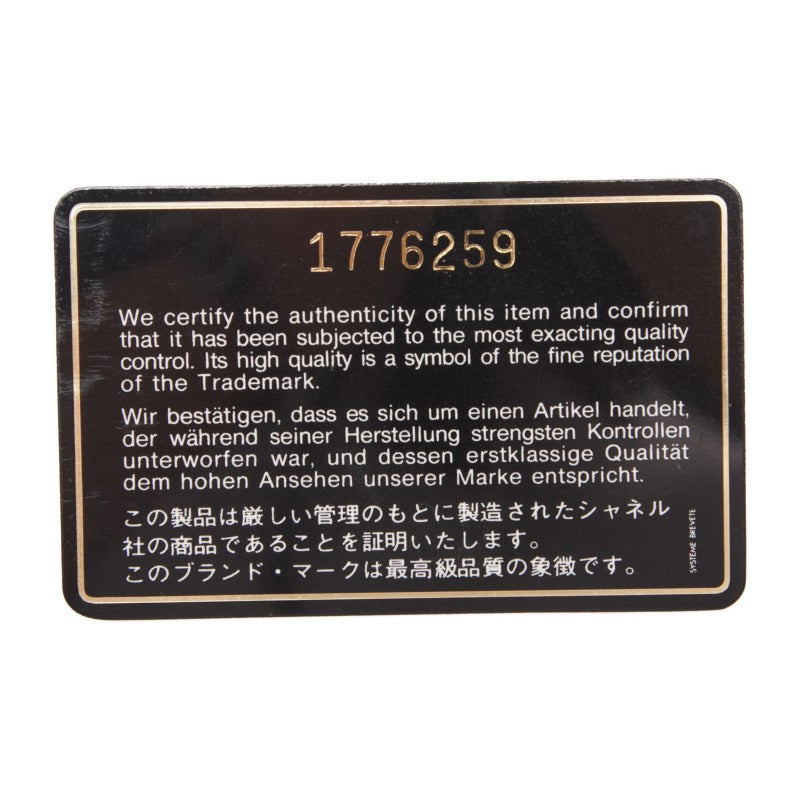 1776259
We certify the authenticity of this item and confirm
that it has been subjected to the most exacting quality
control. Its high quality is a symbol of the fine reputation
of the Trademark.
Wir bestätigen, dass es sich um einen Artikel handelt,
der während seiner Herstellung strengsten Kontrollen
unterworfen war, und dessen erstklassige Qualität
dem hohen Ansehen unserer Marke entspricht.
この製品は厳しい管理のもとに製造されたシャネル
社の商品であることを証明いたします。
このブランド・マークは最高級品質の象徴です。
SYSTEME BREVETE